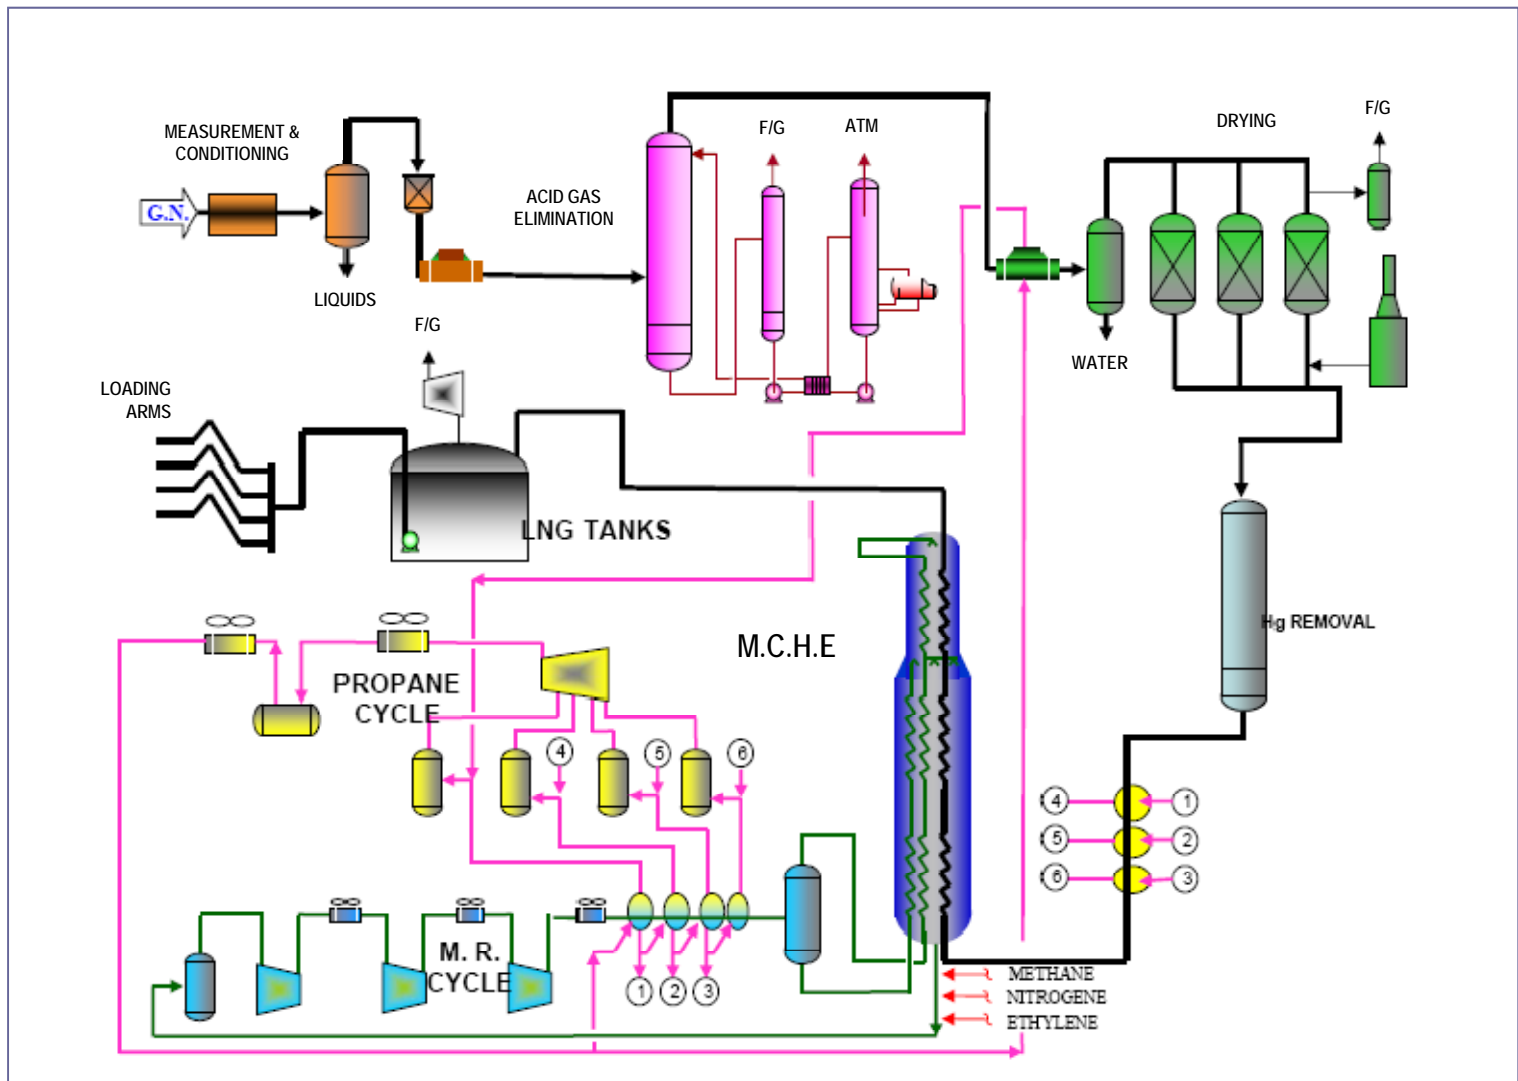 MEASUREMENT &
CONDITIONING
G.N.
LIQUIDS
ACID GAS
ELIMINATION
F/G
ATM
DRYING
F/G
WATER
F/G
LOADING
ARMS
LNG TANKS
Hg REMOVAL
M.C.H.E
PROPANE
CYCLE
4
5
6
4
1
5
2
6
3
M. R.
CYCLE
1
2
3
METHANE
NITROGENE
ETHYLENE